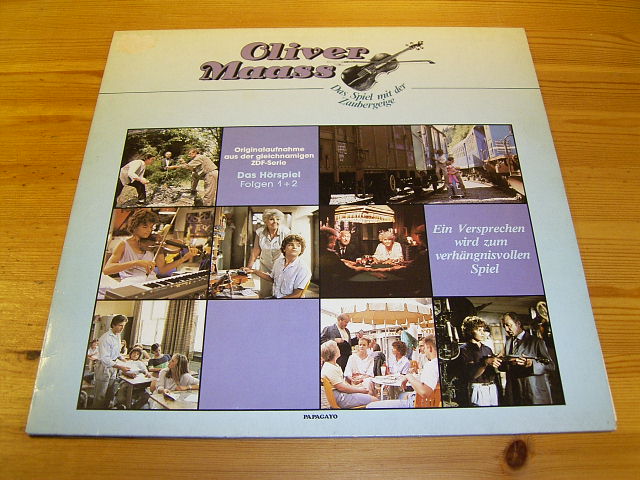 Oliver
Maass
Das Spiel mit der
Zaubergeige
Originalaufnahme
aus der gleichnamigen
ZDF-Serie
Das Hörspiel
Folgen 1+2
Ein Versprechen
wird zum
verhängnisvollen
Spiel
PAPAGAYO